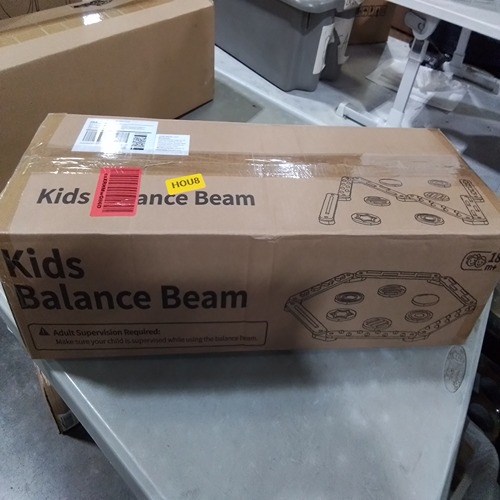 Kids ance Beam
HOU8
Kids
Balance Beam
Adult Supervision Required:
Make sure your child is supervised while using the balance beam.
18